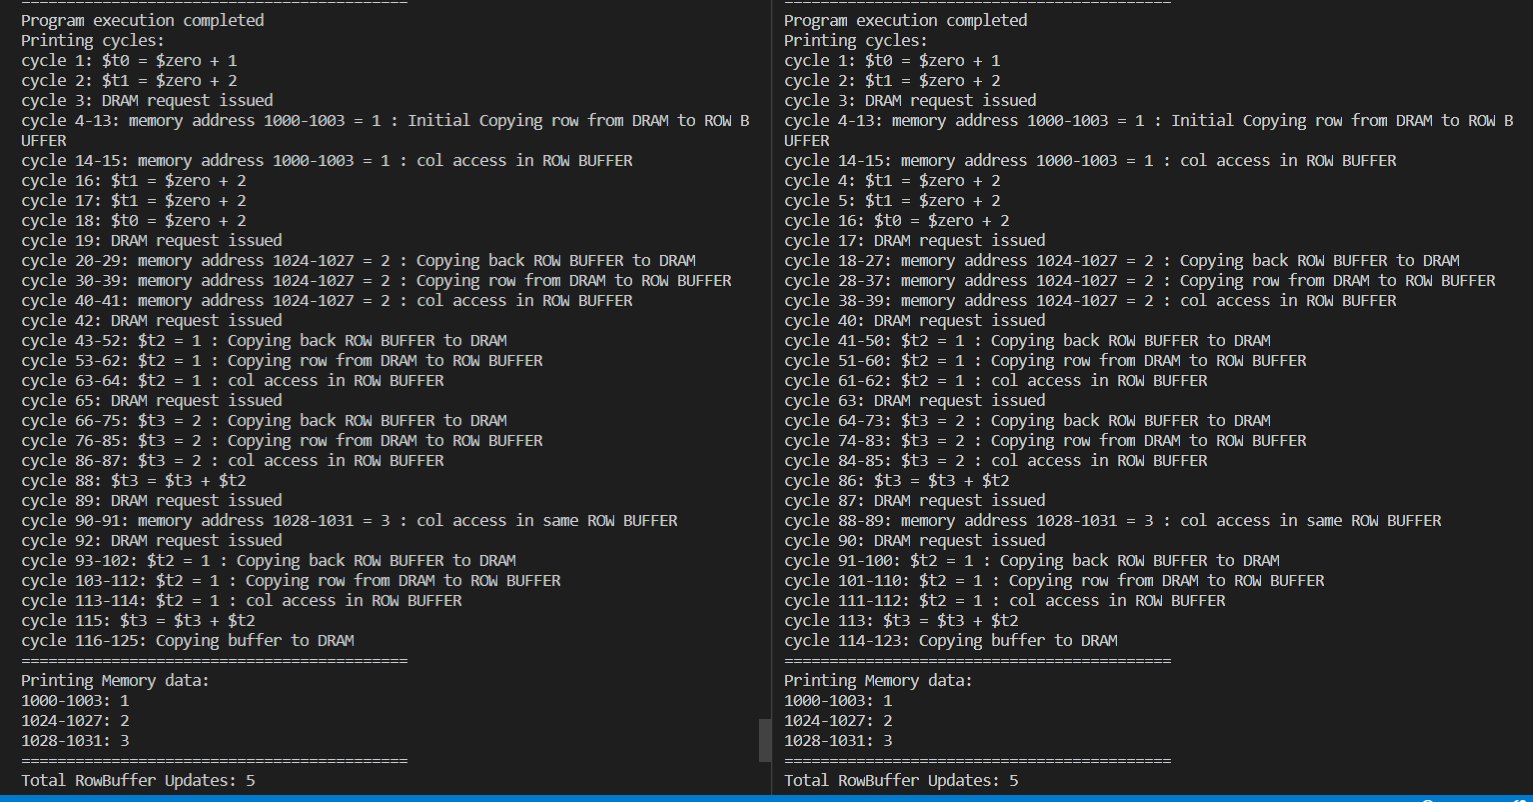 ==========================================
Program execution completed
Printing cycles:
cycle 1: $t0 = $zero + 1
cycle 2: $t1 = $zero + 2
cycle 3: DRAM request issued
cycle 4-13: memory address 1000-1003 = 1 : Initial Copying row from DRAM to ROW B
UFFER
cycle 14-15: memory address 1000-1003 = 1 : col access in ROW BUFFER
cycle 16: $t1 = $zero + 2
cycle 17: $t1 = $zero + 2
cycle 18: $t0 = $zero + 2
cycle 19: DRAM request issued
cycle 20-29: memory address 1024-1027 = 2 : Copying back ROW BUFFER to DRAM
cycle 30-39: memory address 1024-1027 = 2 : Copying row from DRAM to ROW BUFFER
cycle 40-41: memory address 1024-1027 = 2 : col access in ROW BUFFER
cycle 42: DRAM request issued
cycle 43-52: $t2 = 1 : Copying back ROW BUFFER to DRAM
cycle 53-62: $t2 = 1 : Copying row from DRAM to ROW BUFFER
cycle 63-64: $t2 = 1 : col access in ROW BUFFER
cycle 65: DRAM request issued
cycle 66-75: $t3 = 2 : Copying back ROW BUFFER to DRAM
cycle 76-85: $t3 = 2 : Copying row from DRAM to ROW BUFFER
cycle 86-87: $t3 = 2 : col access in ROW BUFFER
cycle 88: $t3 = $t3 + $t2
cycle 89: DRAM request issued
cycle 90-91: memory address 1028-1031 = 3 : col access in same ROW BUFFER
cycle 92: DRAM request issued
cycle 93-102: $t2 = 1 : Copying back ROW BUFFER to DRAM
cycle 103-112: $t2 = 1 : Copying row from DRAM to ROW BUFFER
cycle 113-114: $t2 = 1 : col access in ROW BUFFER
cycle 115: $t3 = $t3 + $t2
cycle 116-125: Copying buffer to DRAM
===========================================
Printing Memory data:
1000-1003: 1
1024-1027: 2
1028-1031: 3
===========================================
Total RowBuffer Updates: 5
===========================================
Program execution completed
Printing cycles:
cycle 1: $t0 = $zero + 1
cycle 2: $t1 = $zero + 2
cycle 3: DRAM request issued
cycle 4-13: memory address 1000-1003 = 1 : Initial Copying row from DRAM to ROW B
UFFER
cycle 14-15: memory address 1000-1003 = 1 : col access in ROW BUFFER
cycle 4: $t1 = $zero + 2
cycle 5: $t1 = $zero + 2
cycle 16: $t0 = $zero + 2
cycle 17: DRAM request issued
cycle 18-27: memory address 1024-1027 = 2 : Copying back ROW BUFFER to DRAM
cycle 28-37: memory address 1024-1027 = 2 : Copying row from DRAM to ROW BUFFER
cycle 38-39: memory address 1024-1027 = 2 : col access in ROW BUFFER
cycle 40: DRAM request issued
cycle 41-50: $t2 = 1 : Copying back ROW BUFFER to DRAM
cycle 51-60: $t2 = 1 : Copying row from DRAM to ROW BUFFER
cycle 61-62: $t2 = 1 : col access in ROW BUFFER
cycle 63: DRAM request issued
cycle 64-73: $t3 = 2 : Copying back ROW BUFFER to DRAM
cycle 74-83: $t3 = 2 : Copying row from DRAM to ROW BUFFER
cycle 84-85: $t3 = 2 : col access in ROW BUFFER
cycle 86: $t3 = $t3 + $t2
cycle 87: DRAM request issued
cycle 88-89: memory address 1028-1031 = 3 : col access in same ROW BUFFER
cycle 90: DRAM request issued
cycle 91-100: $t2 = 1 : Copying back ROW BUFFER to DRAM
cycle 101-110: $t2 = 1 : Copying row from DRAM to ROW BUFFER
cycle 111-112: $t2 = 1 : col access in ROW BUFFER
cycle 113: $t3 = $t3 + $t2
cycle 114-123: Copying buffer to DRAM
===========================================
Printing Memory data:
1000-1003: 1
1024-1027: 2
1028-1031: 3
===========================================
Total RowBuffer Updates: 5